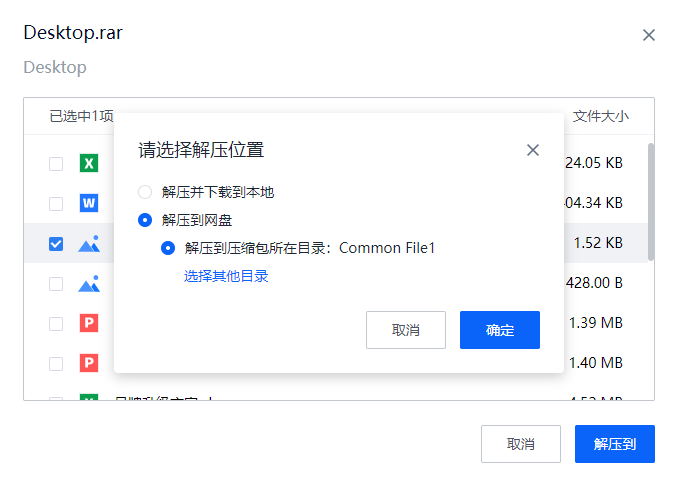 Desktop.rar
Desktop
已选中1项
文件大小
请选择解压位置
解压并下载到本地
解压到网盘
解压到压缩包所在目录：Common File1
选择其他目录
取消
确定
X
24.05 KB
W
04.34 KB
1.52 KB
428.00 B
P
1.39 MB
P
1.40 MB
取消
解压到